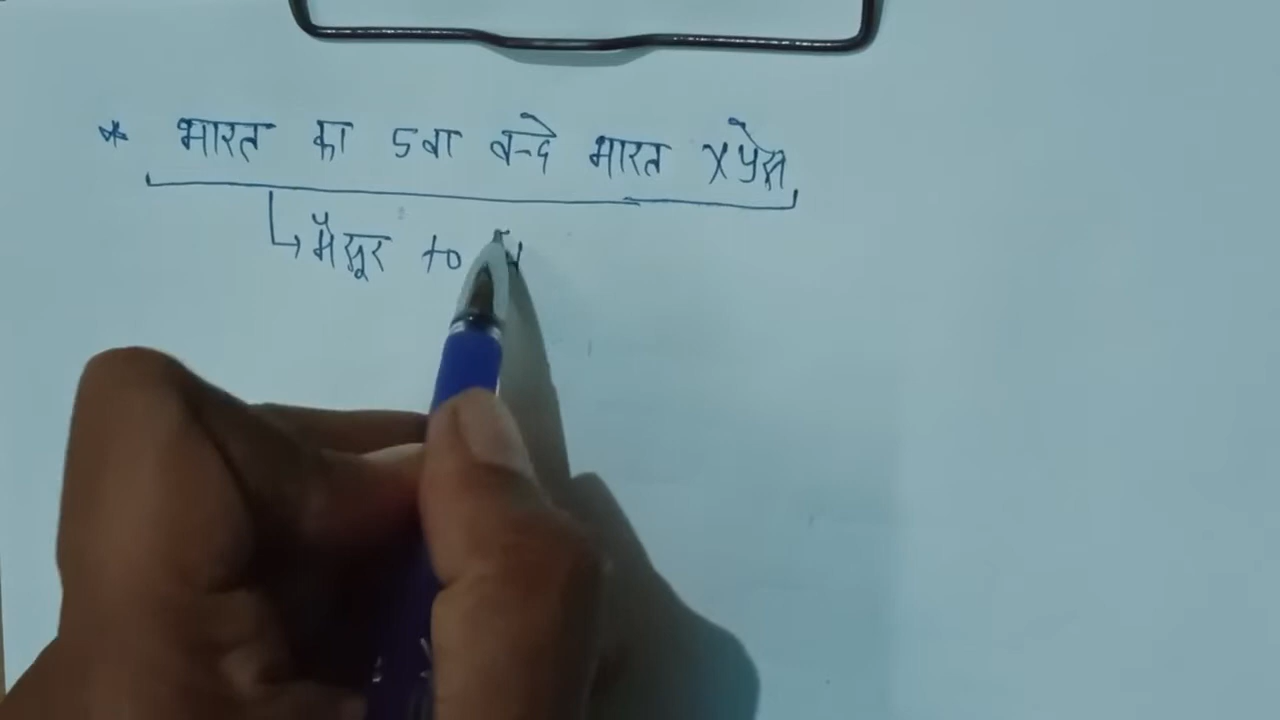 * भारत का 5वा वन्दे भारत Xप्रेस
मैसूर to